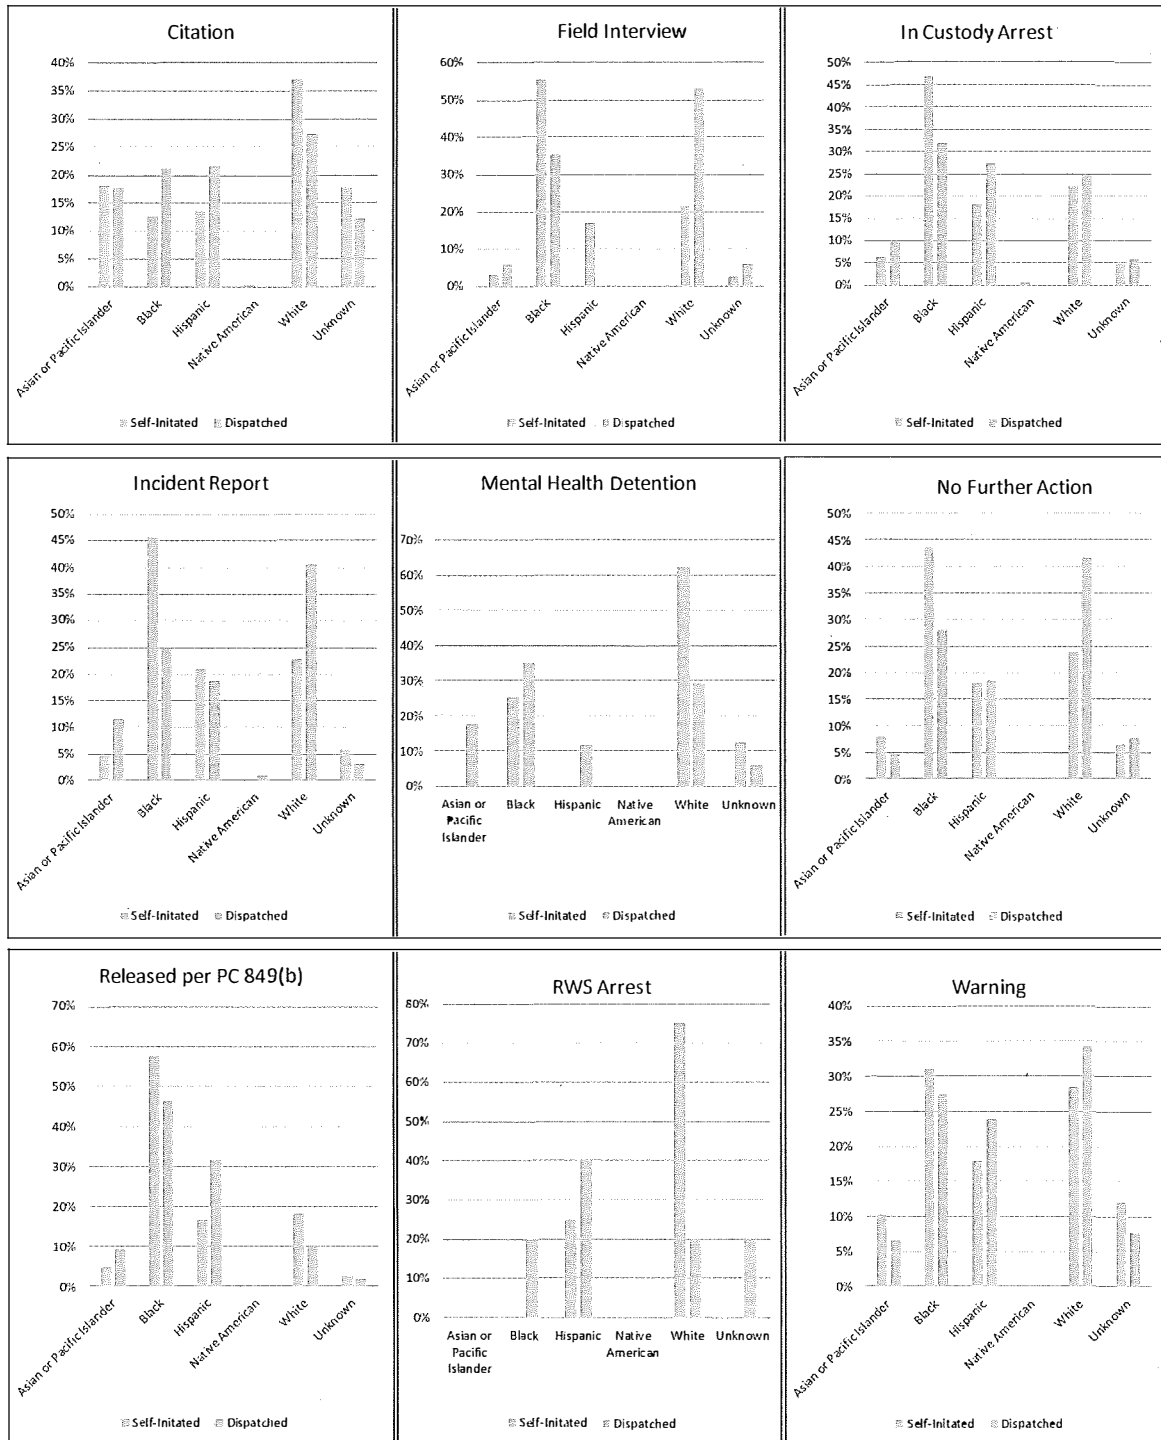 Citation
40%
35%
30%
25%
20%
15%
10%
5%
0%
Asian or Pacific Islander
Black
Hispanic
Native American
White
Unknown
Self-Initated Dispatched
Field Interview
60%
50%
40%
30%
20%
10%
0%
Asian or Pacific Islander
Black
Hispanic
Native American
White
Unknown
Self-Initated Dispatched
In Custody Arrest
50%
45%
40%
35%
30%
25%
20%
15%
10%
5%
0%
Asian or Pacific Islander
Black
Hispanic
Native American
White
Unknown
Self-Initated Dispatched
Incident Report
50%
45%
40%
35%
30%
25%
20%
15%
10%
5%
0%
Asian or Pacific Islander
Black
Hispanic
Native American
White
Unknown
Self-Initated Dispatched
Mental Health Detention
70%
60%
50%
40%
30%
20%
10%
0%
Asian or Black Hispanic Native White Unknown
Pacific American
Islander
Self-Initated Dispatched
No Further Action
50%
45%
40%
35%
30%
25%
20%
15%
10%
5%
0%
Asian or Pacific Islander
Black
Hispanic
Native American
White
Unknown
Self-Initated Dispatched
Released per PC 849(b)
70%
60%
50%
40%
30%
20%
10%
0%
Asian or Pacific Islander
Black
Hispanic
Native American
White
Unknown
Self-Initated Dispatched
RWS Arrest
80%
70%
60%
50%
40%
30%
20%
10%
0%
Asian or Black Hispanic Native White Unknown
Pacific American
Islander
Self-Initated Dispatched
Warning
40%
35%
30%
25%
20%
15%
10%
5%
0%
Asian or Pacific Islander
Black
Hispanic
Native American
White
Unknown
Self-Initated Dispatched